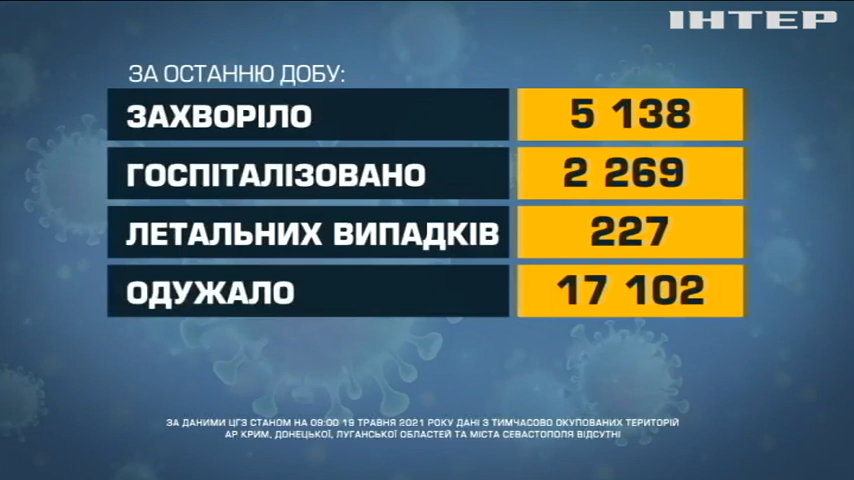 ІНТЕР
ЗА ОСТАННЮ ДОБУ:
ЗАХВОРІЛО 5 138
ГОСПІТАЛІЗОВАНО 2 269
ЛЕТАЛЬНИХ ВИПАДКІВ 227
ОДУЖАЛО 17 102
ЗА ДАНИМИ ЦГЗ СТАНОМ НА 09:00 19 ТРАВНЯ 2021 РОКУ ДАНІ З ТИМЧАСОВО ОКУПОВАНИХ ТЕРИТОРІЙ
АР КРИМ, ДОНЕЦЬКОЇ, ЛУГАНСЬКОЇ ОБЛАСТЕЙ ТА МІСТА СЕВАСТОПОЛЯ ВІДСУТНІ